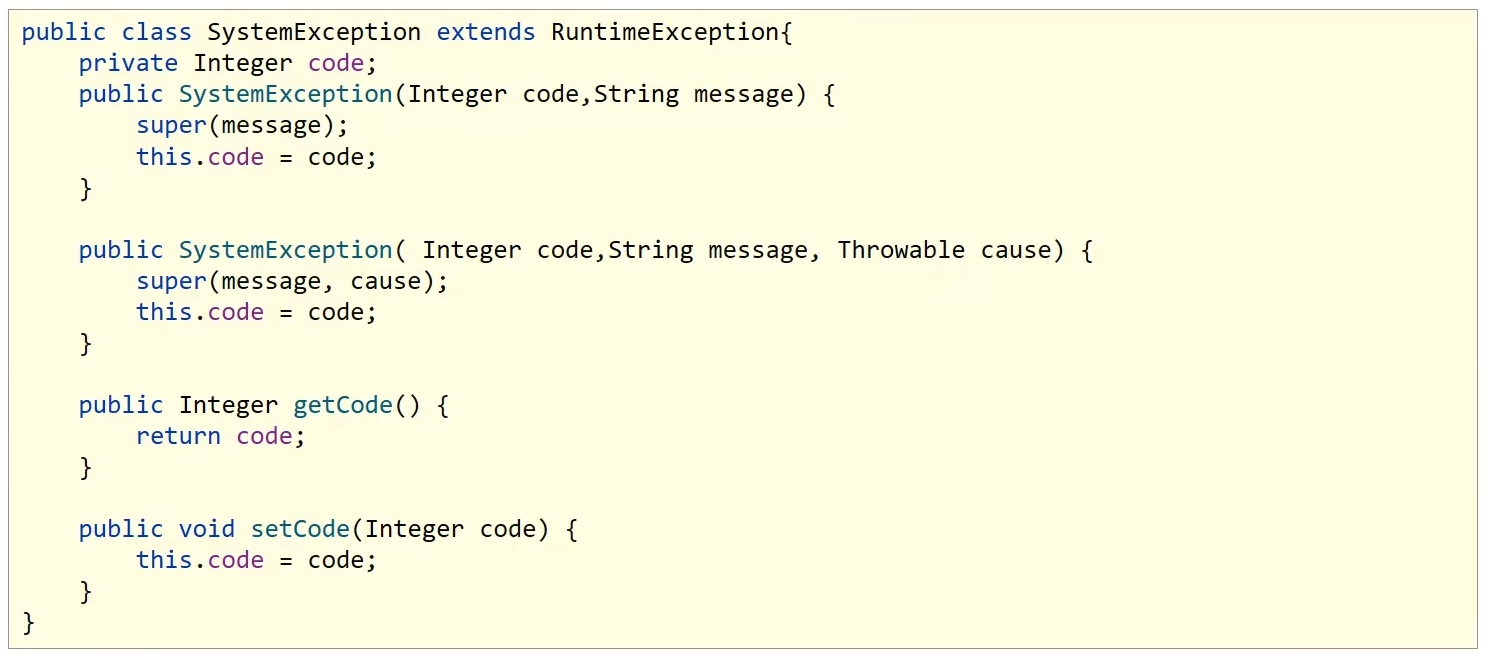 public class SystemException extends RuntimeException{
    private Integer code;
    public SystemException(Integer code,String message) {
        super(message);
        this.code = code;
    }

    public SystemException( Integer code,String message, Throwable cause) {
        super(message, cause);
        this.code = code;
    }

    public Integer getCode() {
        return code;
    }

    public void setCode(Integer code) {
        this.code = code;
    }
}